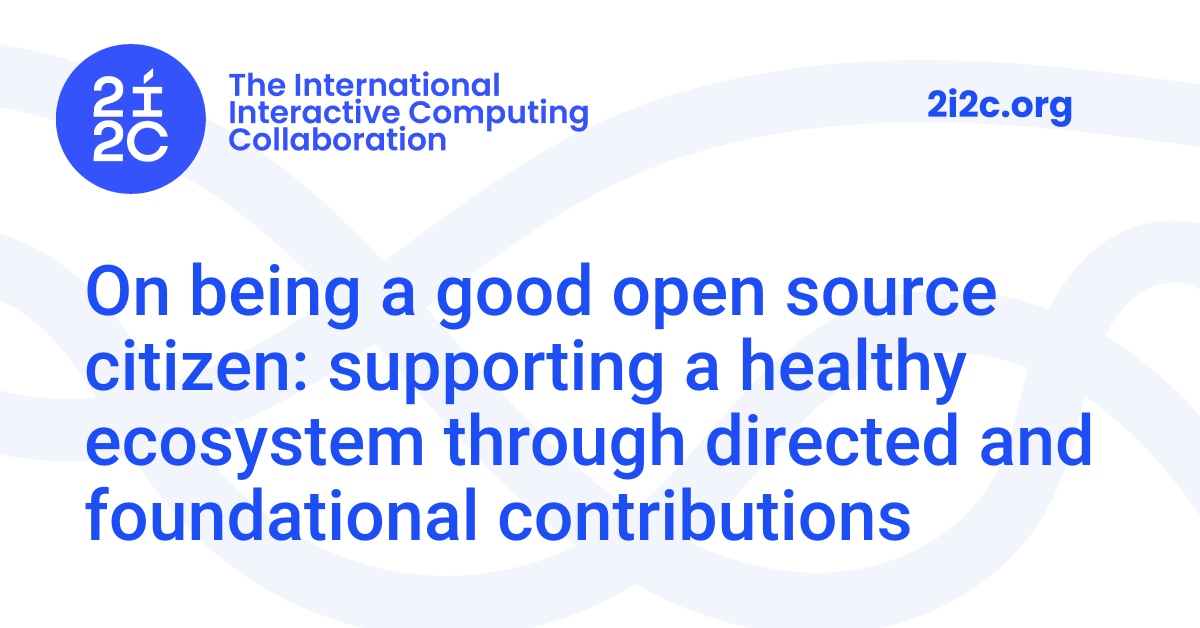 2i
2C
The International
Interactive Computing
Collaboration
2i2c.org
On being a good open source
citizen: supporting a healthy
ecosystem through directed and
foundational contributions